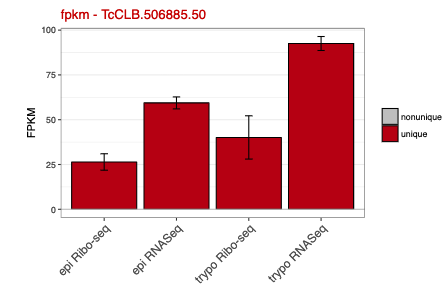 fpkm - TcCLB.506885.50
FPKM
100
75
50
25
0
epi Ribo-seq
epi RNASeq
trypo Ribo-seq
trypo RNASeq
nonunique
unique